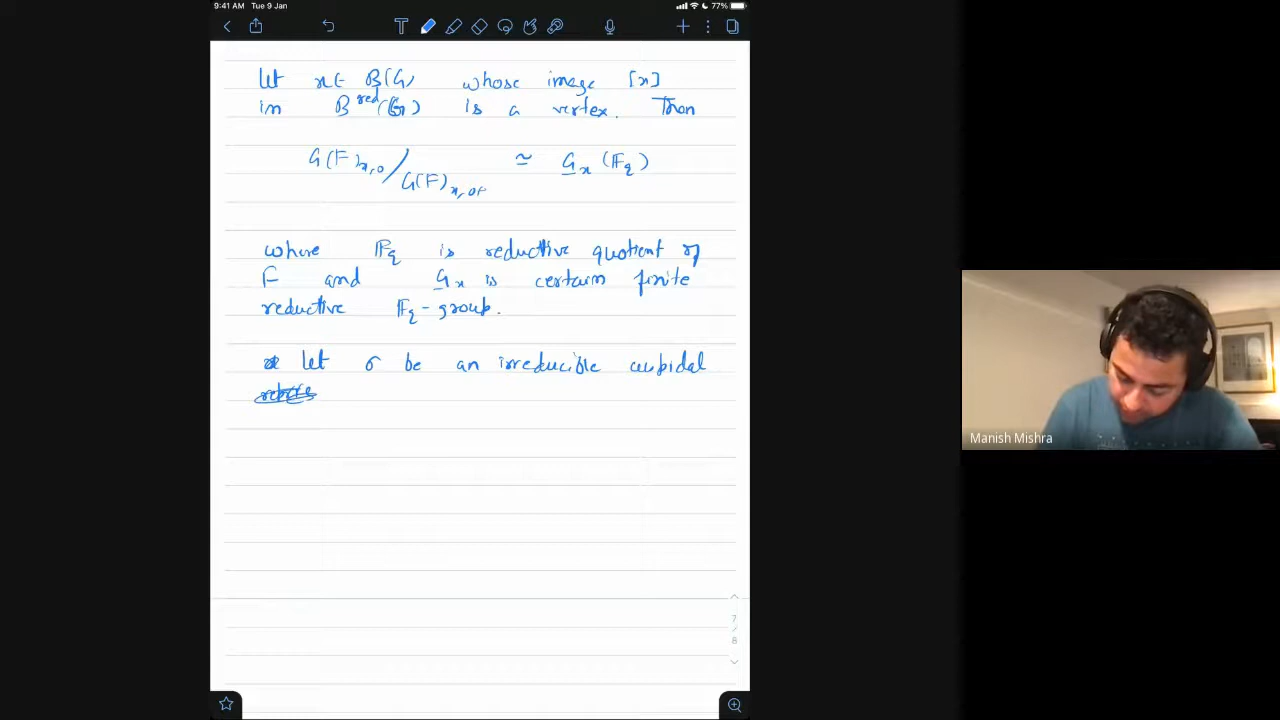 9:41 AM Tue 9 Jan
77%
Let x ∈ B(G) whose image [x]
in B^red(G) is a vertex. Then
G(F)_{x,0} / G(F)_{x,0+} ≃ G_x (F_q)
where F_q is reductive quotient of
F and G_x is certain finite
reductive F_q - group.
Let σ be an irreducible cuspidal
7
/
8
Manish Mishra